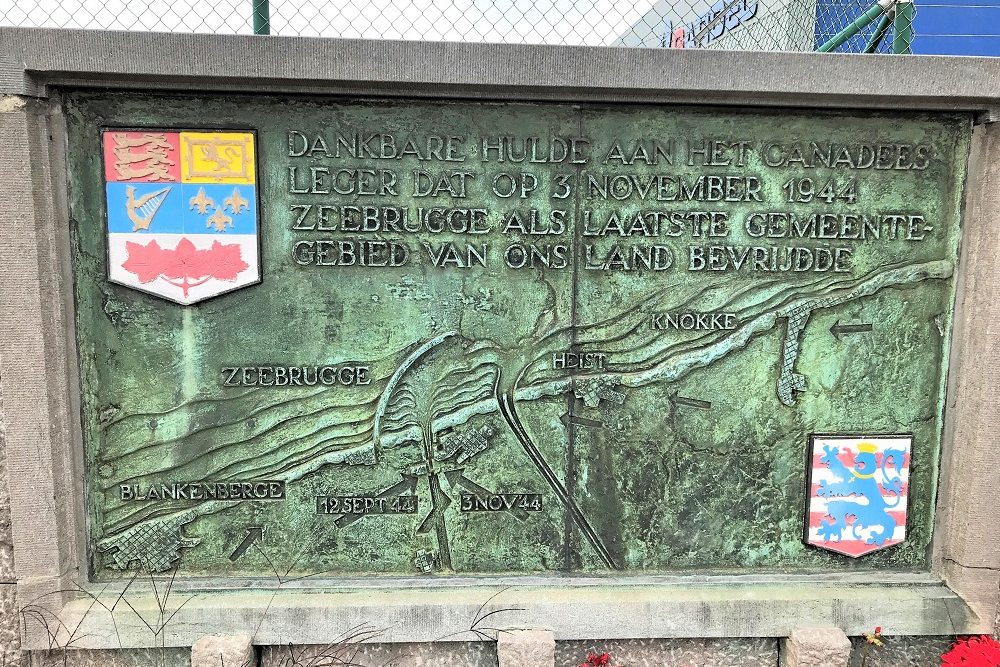 DANKBARE HULDE AAN HET CANADEES
LEGER DAT OP 3 NOVEMBER 1944
ZEEBRUGGE ALS LAATSTE GEMEENTE-
GEBIED VAN ONS LAND BEVRIJDDE
KNOKKE
HEIST
ZEEBRUGGE
BLANKENBERGE
12 SEPT 44
3 NOV 44